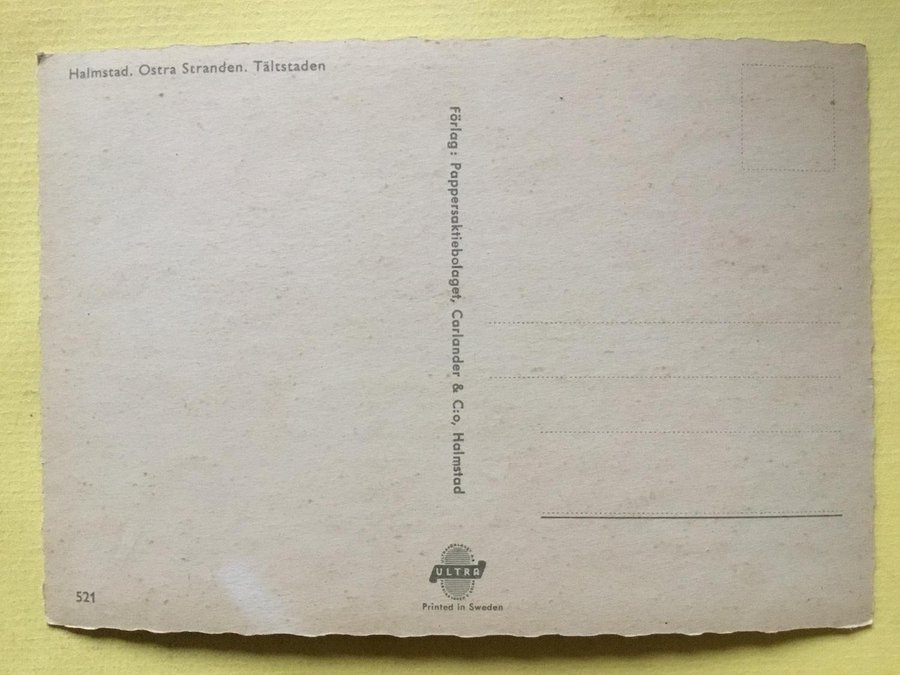 Halmstad. Ostra Stranden. Tältstaden
Förlag: Pappersaktiebolaget, Carlander & C:o, Halmstad
521
ULTRA
Printed in Sweden